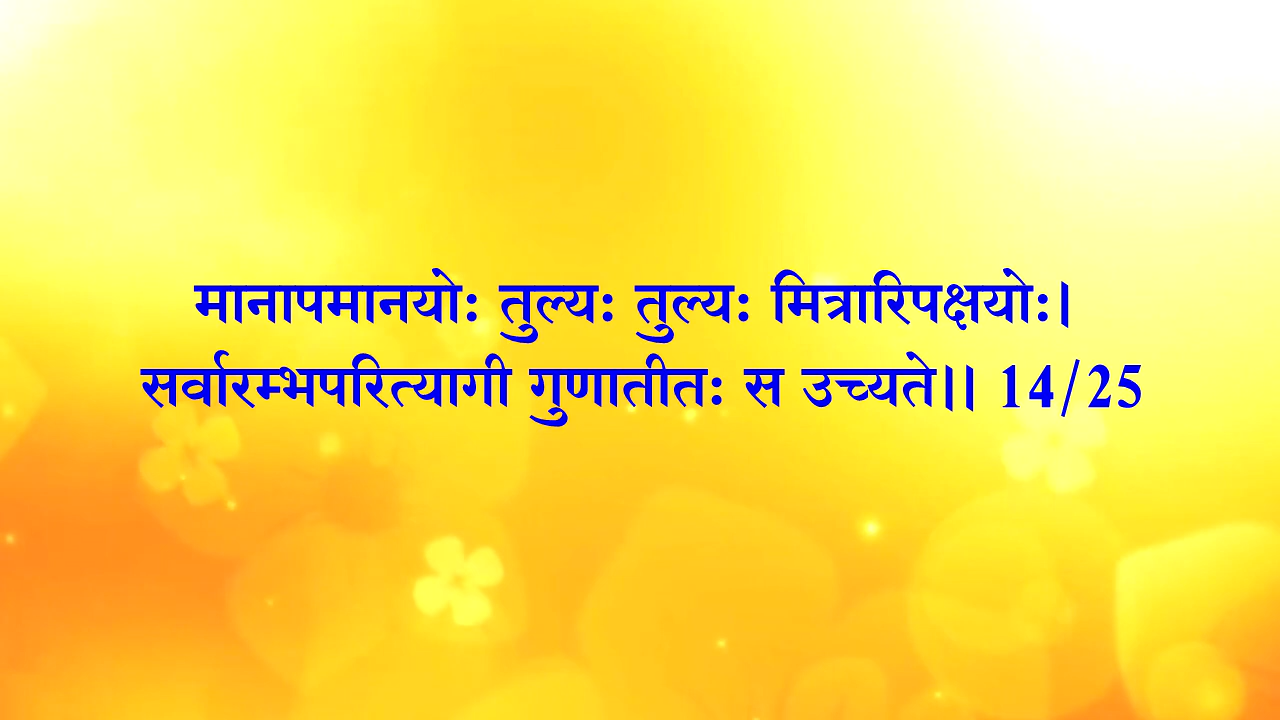 मानापमानयोः तुल्यः तुल्यः मित्रारिपक्षयोः।
सर्वारम्भपरित्यागी गुणातीतः स उच्यते।। 14/25